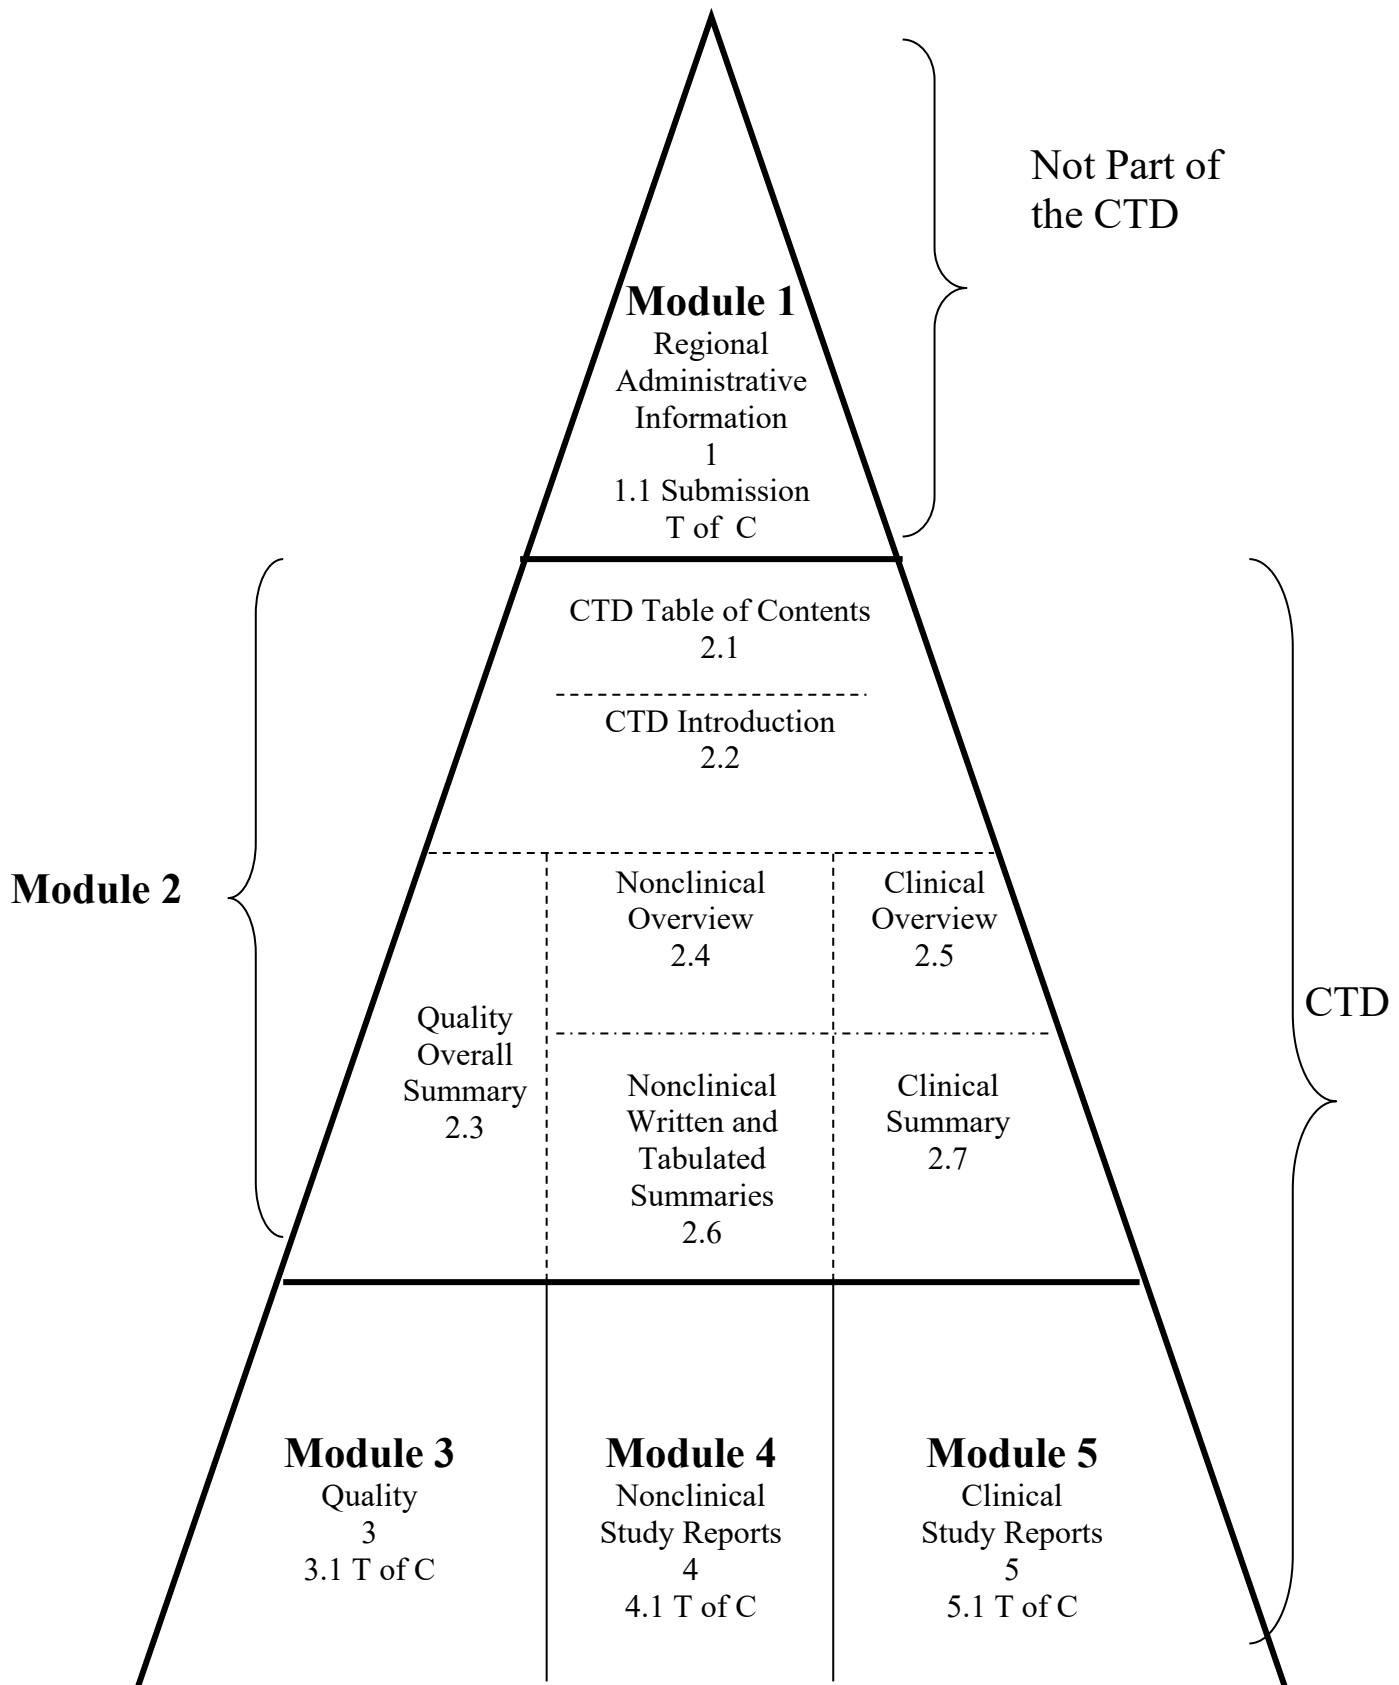 Not Part of
the CTD
Module 1
Regional
Administrative
Information
1
1.1 Submission
T of  C
CTD Table of Contents
2.1
CTD Introduction
2.2
Module 2
Nonclinical
Overview
2.4
Clinical
Overview
2.5
CTD
Quality
Overall
Summary
2.3
Nonclinical
Written and
Tabulated
Summaries
2.6
Clinical
Summary
2.7
Module 3
Quality
3
3.1 T of C
Module 4
Nonclinical
Study Reports
4
4.1 T of C
Module 5
Clinical
Study Reports
5
5.1 T of C